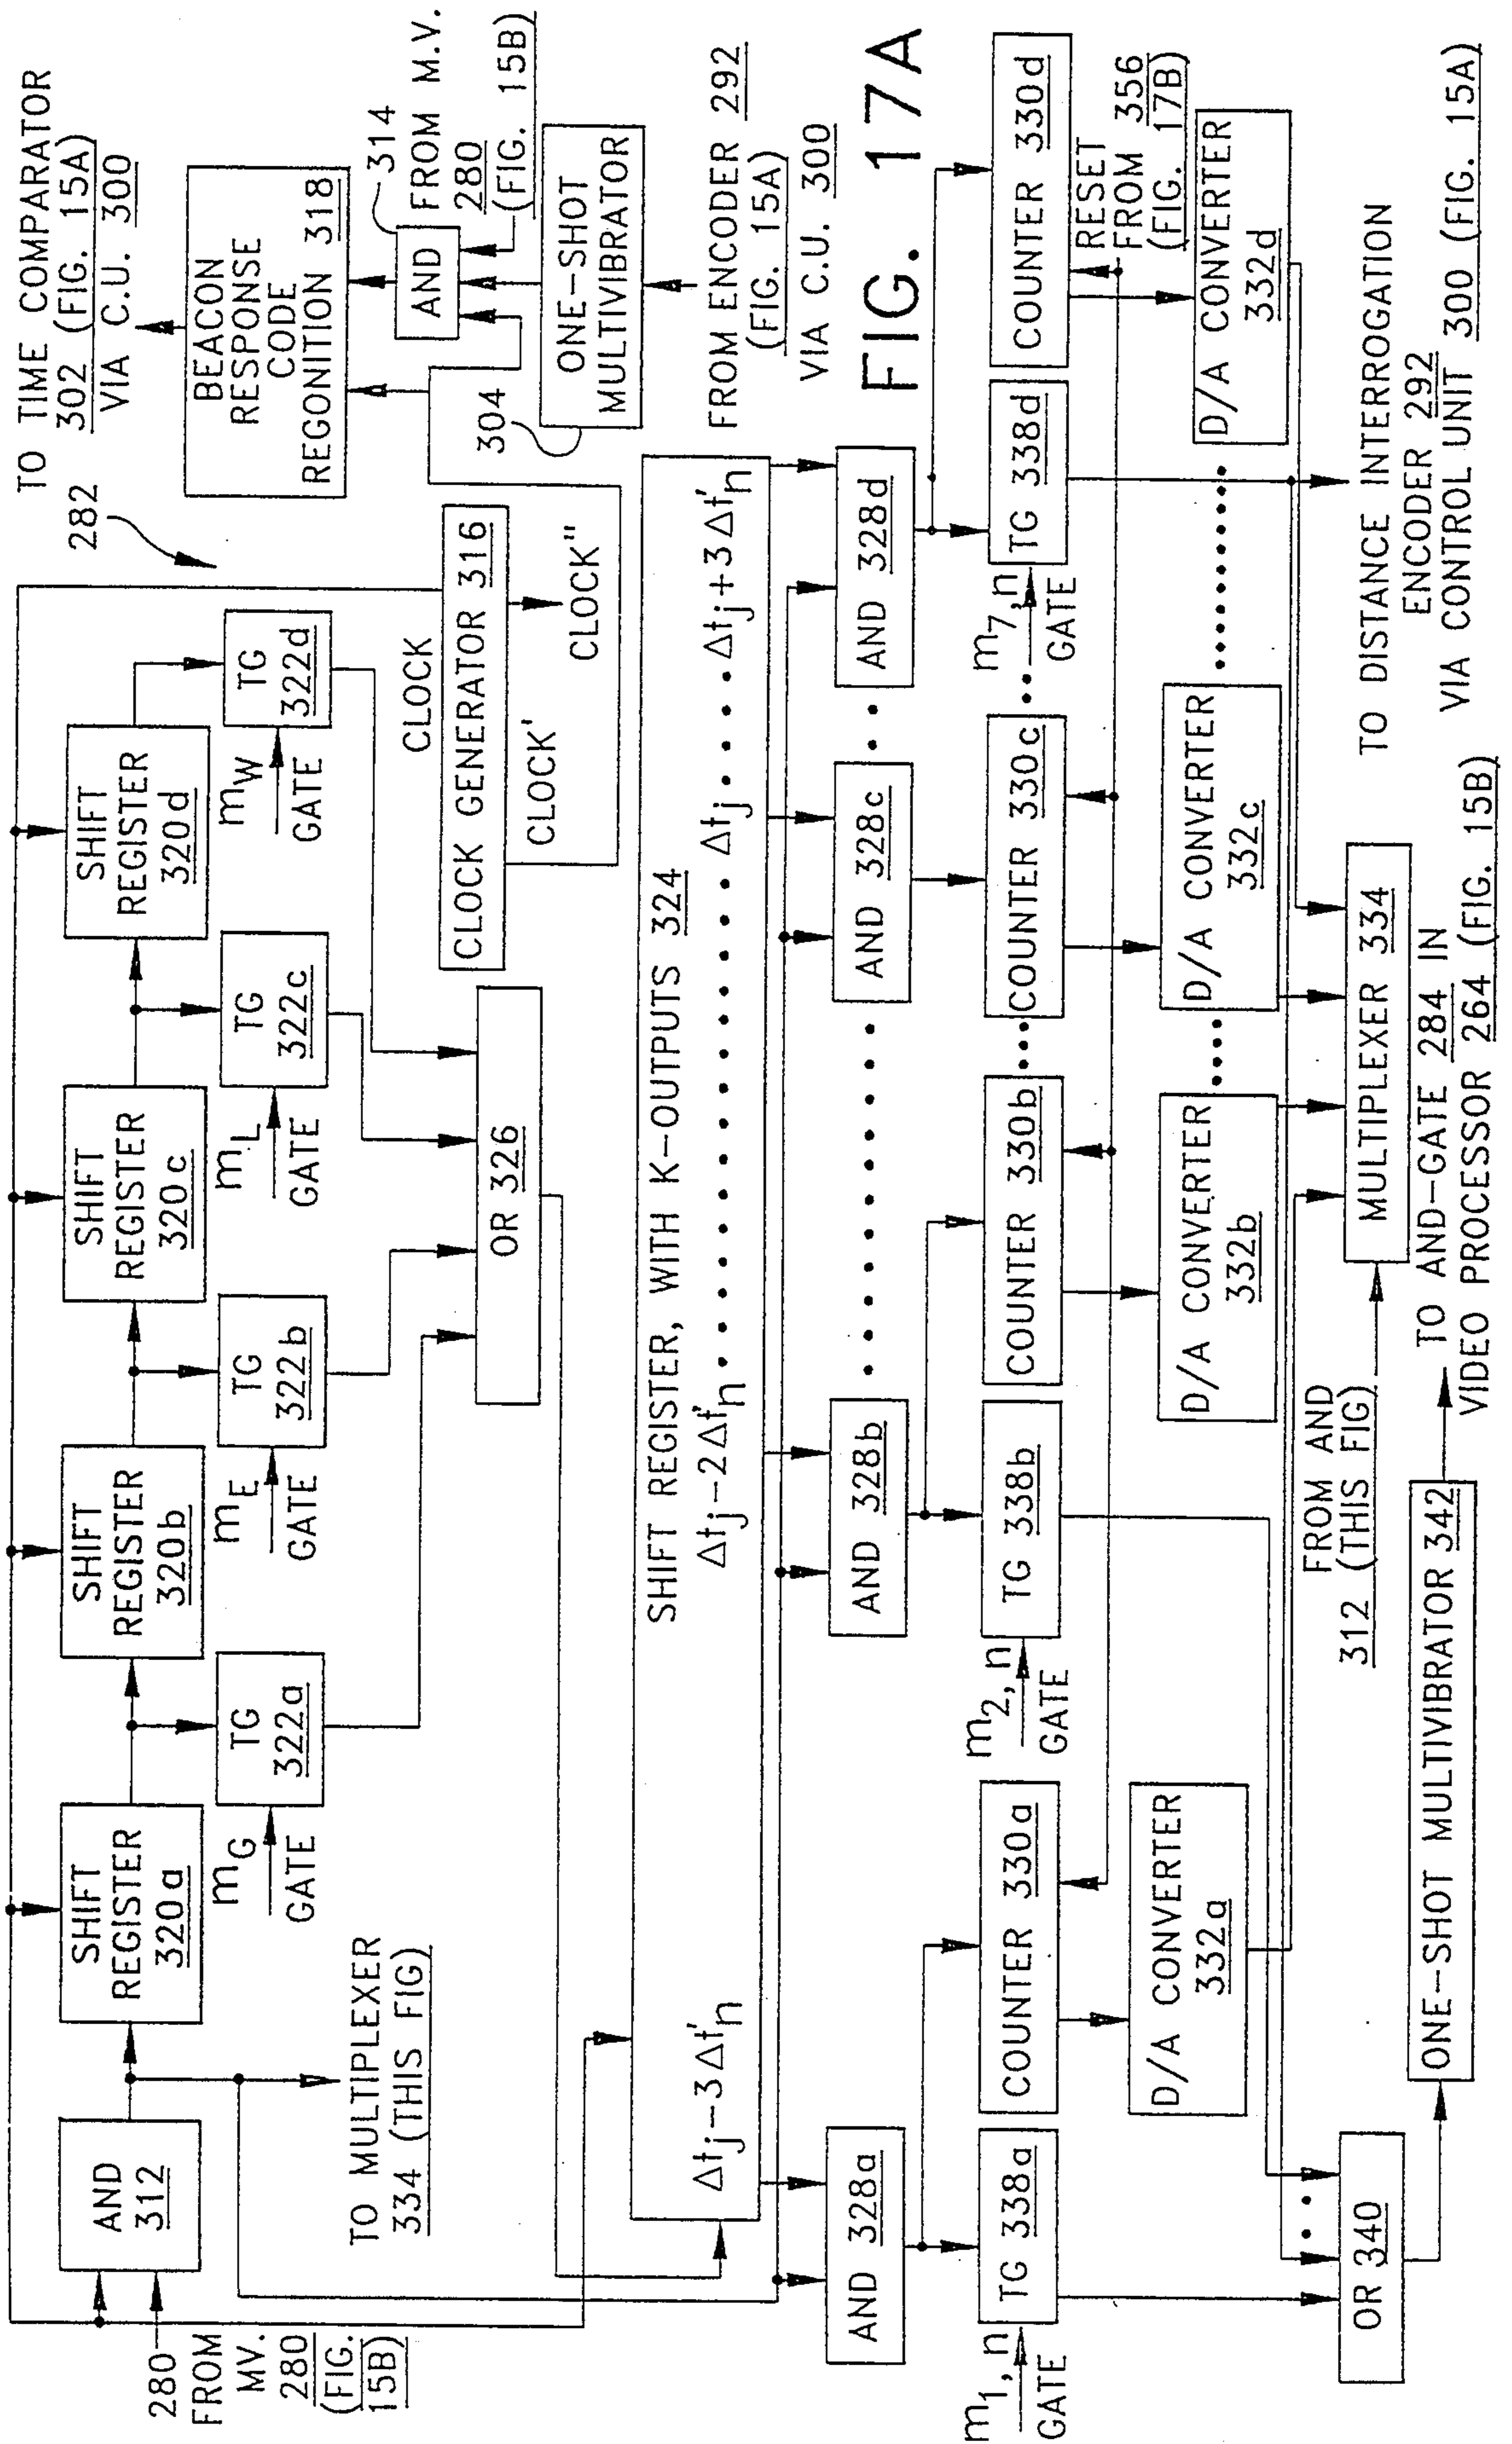 282
TO TIME COMPARATOR
302 (FIG. 15A)
VIA C.U. 300
AND
312
SHIFT
REGISTER
320a
SHIFT
REGISTER
320b
SHIFT
REGISTER
320c
SHIFT
REGISTER
320d
BEACON
RESPONSE
CODE
REGONITION 318
280
FROM
MV.
280
(FIG.
15B)
mG
GATE
TG
322a
mE
GATE
TG
322b
mL
GATE
TG
322c
mW
GATE
TG
322d
314
AND
FROM M.V.
280
(FIG. 15B)
TO MULTIPLEXER
334 (THIS FIG)
OR 326
CLOCK
CLOCK GENERATOR 316
CLOCK'
CLOCK"
304
ONE-SHOT
MULTIVIBRATOR
FROM ENCODER 292
(FIG. 15A)
VIA C.U. 300
SHIFT REGISTER, WITH K-OUTPUTS 324
Δtj-3Δt'n
Δtj-2Δt'n
Δtj
Δtj+3Δt'n
FIG. 17A
AND 328a
AND 328b
AND 328c
AND 328d
m1,n
GATE
TG 338a
COUNTER 330a
m2,n
GATE
TG 338b
COUNTER 330b
COUNTER 330c
m7,n
GATE
TG 338d
COUNTER 330d
RESET
FROM 356
(FIG. 17B)
D/A CONVERTER
332a
D/A CONVERTER
332b
D/A CONVERTER
332c
D/A CONVERTER
332d
OR 340
FROM AND
312 (THIS FIG)
MULTIPLEXER 334
TO DISTANCE INTERROGATION
ENCODER 292
VIA CONTROL UNIT 300 (FIG. 15A)
ONE-SHOT MULTIVIBRATOR 342
TO AND-GATE 284 IN
VIDEO PROCESSOR 264 (FIG. 15B)